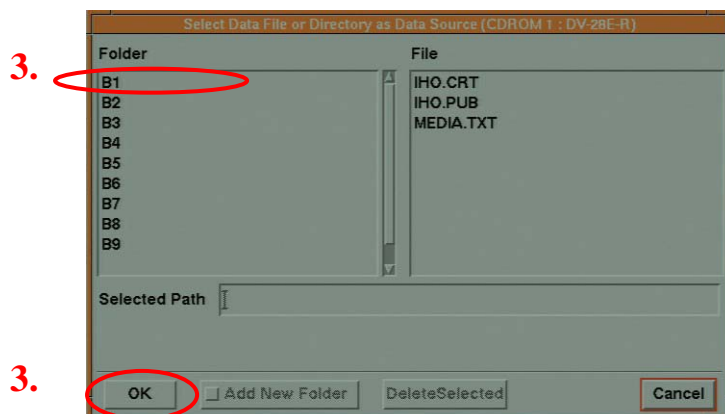 Select Data File or Directory as Data Source (CDROM 1 : DV-28E-R)
Folder File
3.
B1 IHO.CRT
B2 IHO.PUB
B3 MEDIA.TXT
B4
B5
B6
B7
B8
B9
Selected Path
3.
OK Add New Folder DeleteSelected Cancel